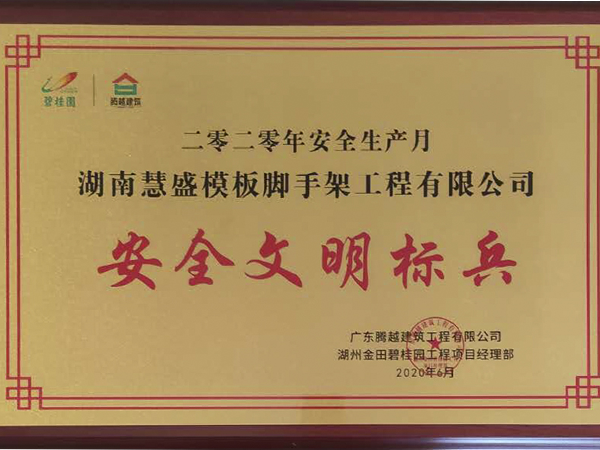 碧桂園
腾越建筑
二零二零年安全生产月
湖南慧盛模板脚手架工程有限公司
安全文明标兵
广东腾越建筑工程有限公司
湖州金田碧桂园工程项目经理部
2020年6月